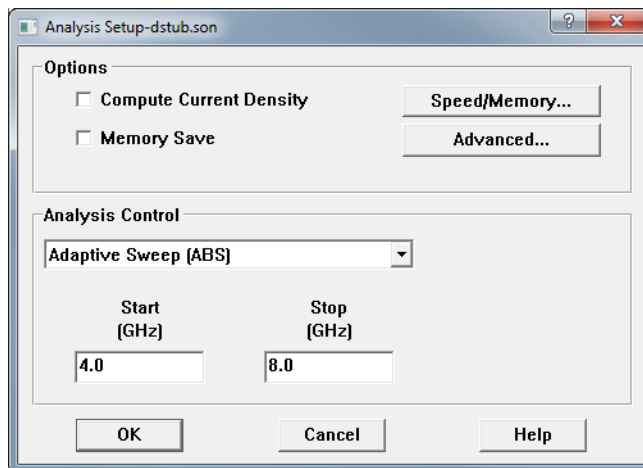 Analysis Setup-dstub.son
?
X
Options
Compute Current Density
Speed/Memory...
Memory Save
Advanced...
Analysis Control
Adaptive Sweep (ABS)
Start
Stop
(GHz)
(GHz)
4.0
8.0
OK
Cancel
Help